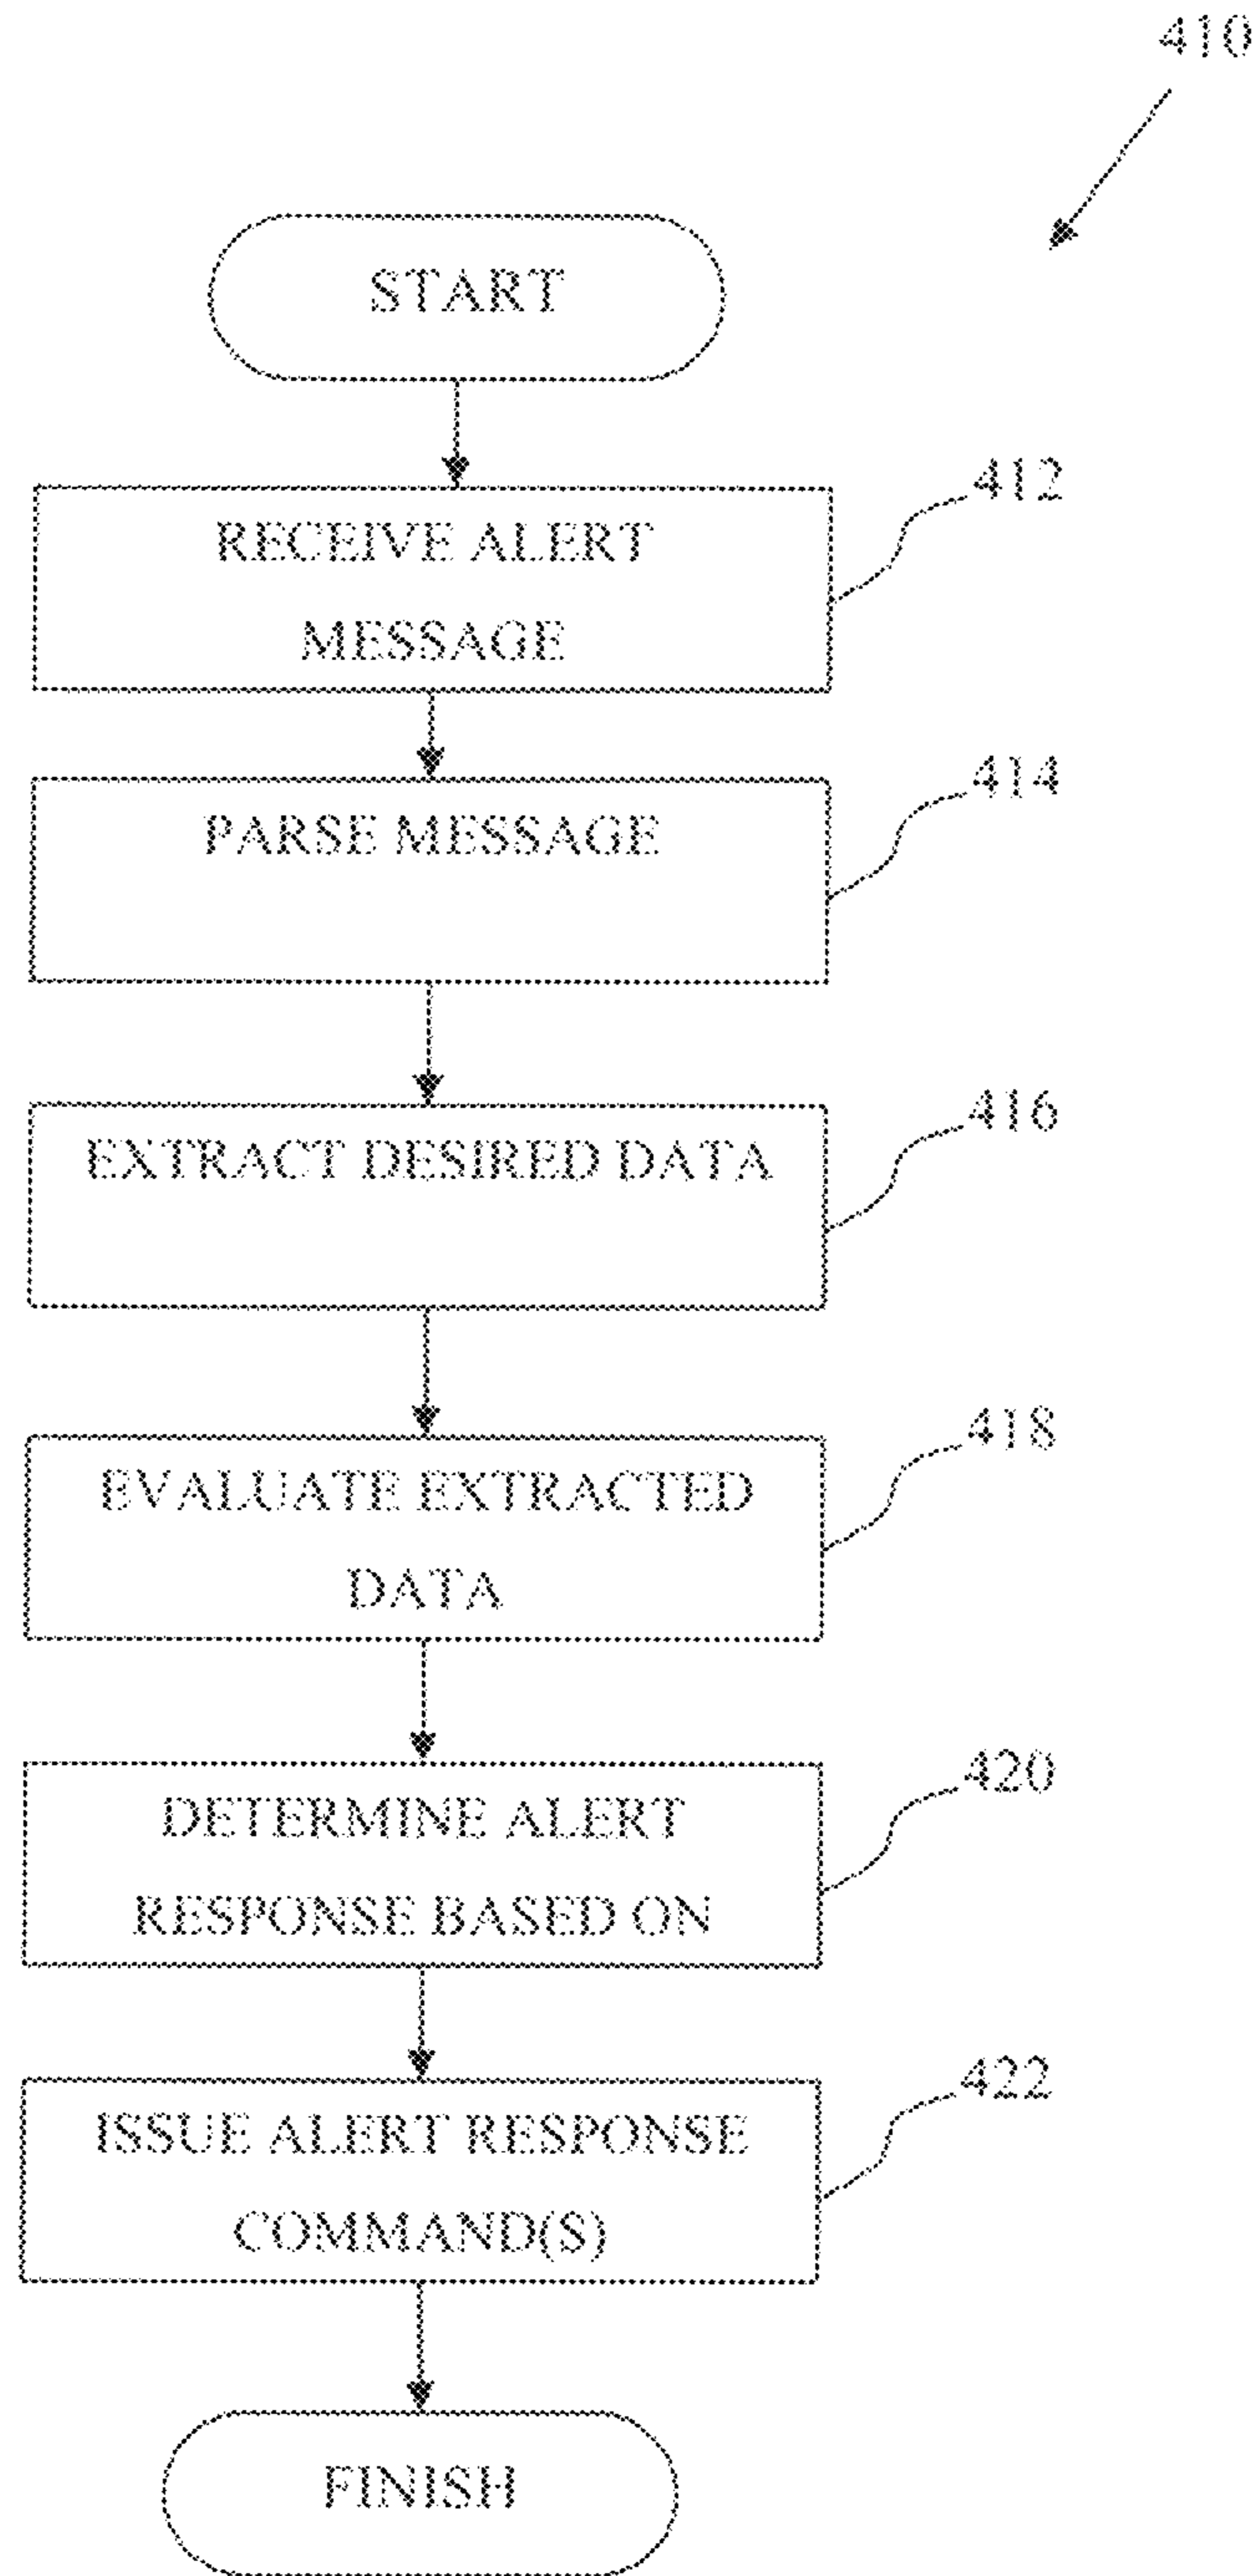 410
START
RECEIVE ALERT
MESSAGE
412
PARSE MESSAGE
414
EXTRACT DESIRED DATA
416
EVALUATE EXTRACTED
DATA
418
DETERMINE ALERT
RESPONSE BASED ON
420
ISSUE ALERT RESPONSE
COMMAND(S)
422
FINISH